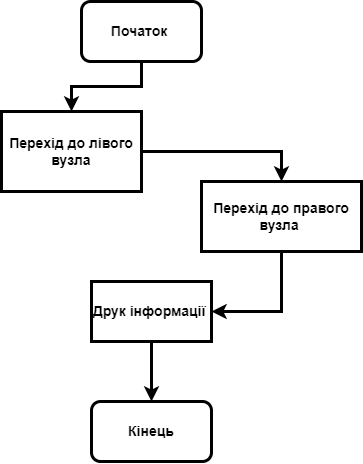 Початок
Перехід до лівого
вузла
Перехід до правого
вузла
Друк інформації
Кінець